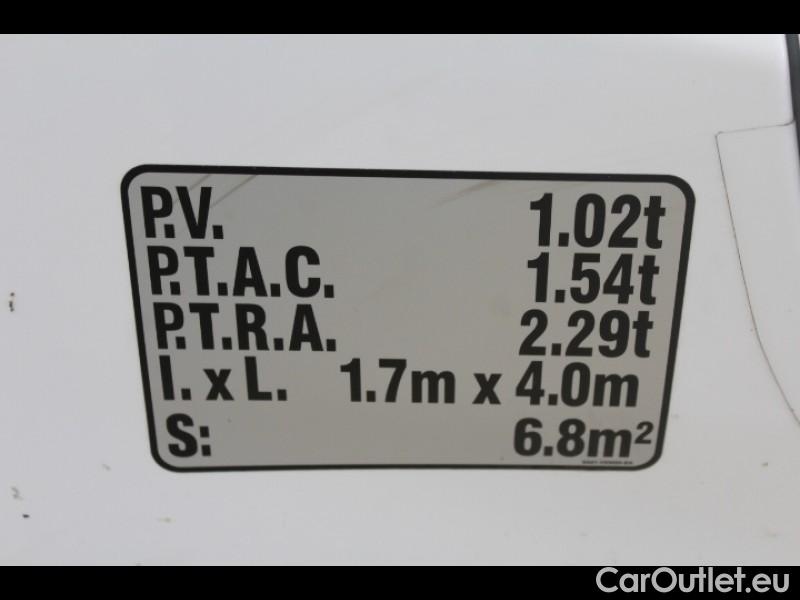 P.V. 1.02t
P.T.A.C. 1.54t
P.T.R.A. 2.29t
I. x L. 1.7m x 4.0m
S: 6.8m²
CarOutlet.eu